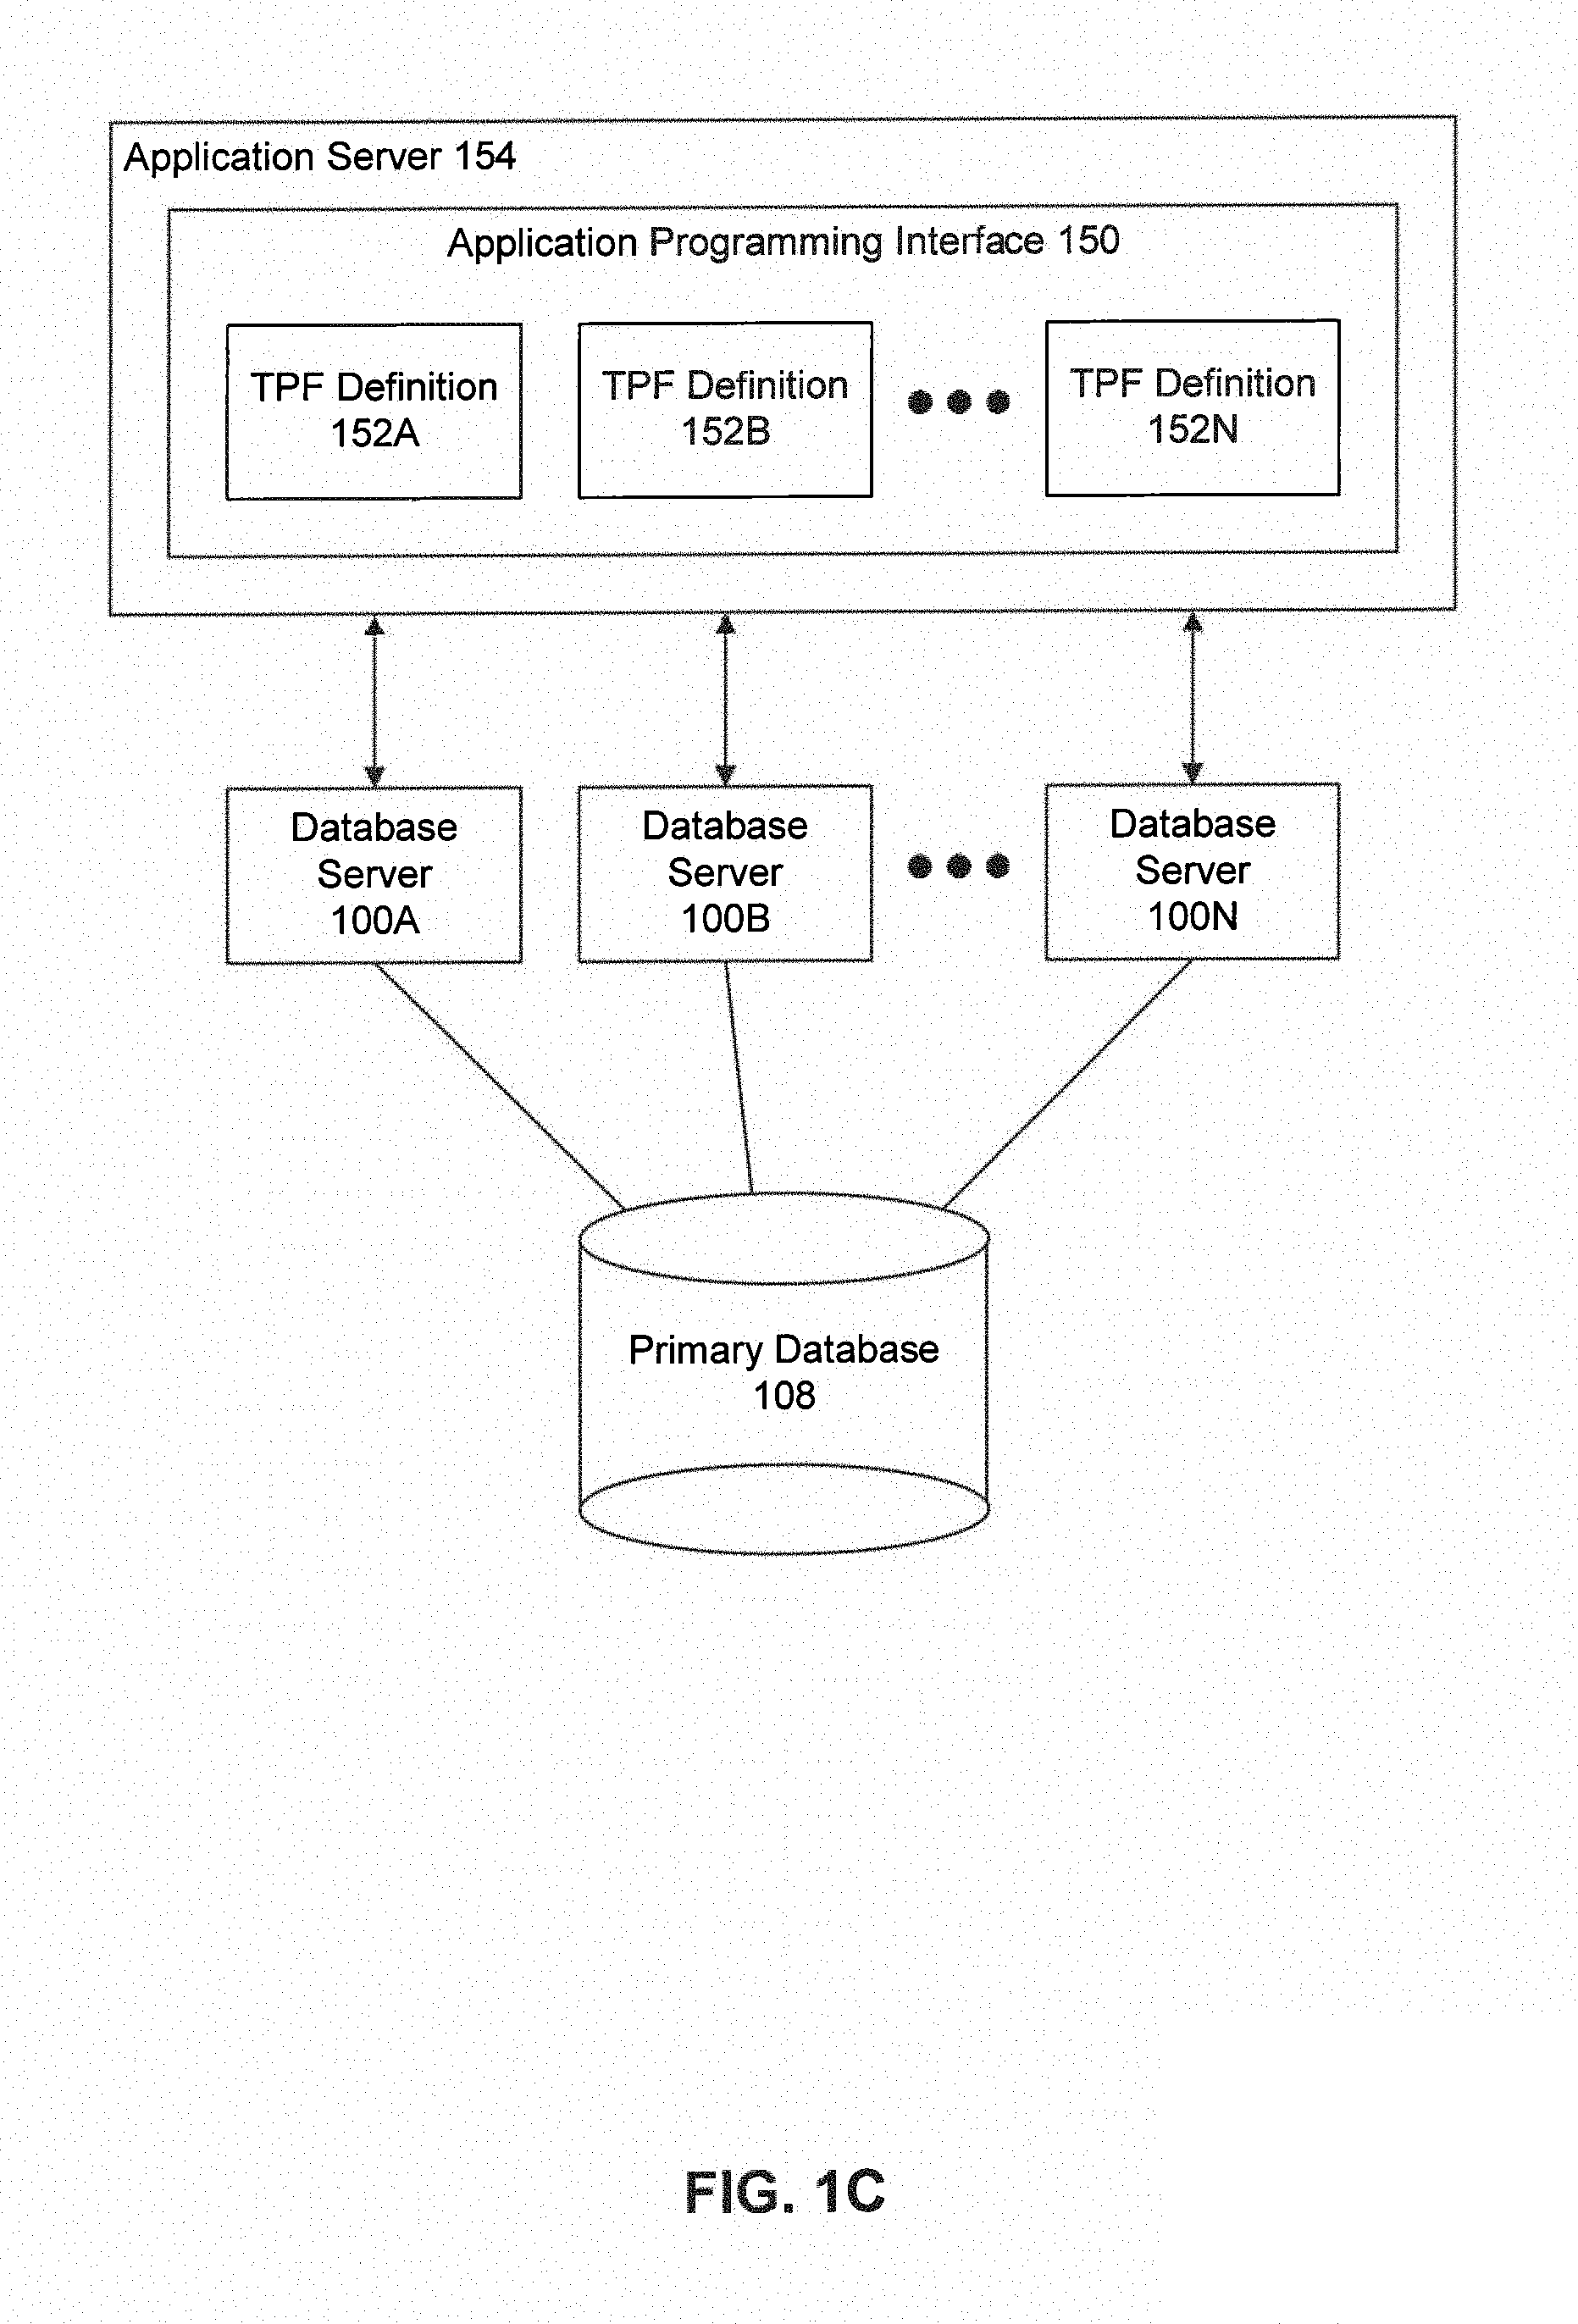 Application Server 154
Application Programming Interface 150
TPF Definition
152A
TPF Definition
152B
TPF Definition
152N
Database
Server
100A
Database
Server
100B
Database
Server
100N
Primary Database
108
FIG. 1C